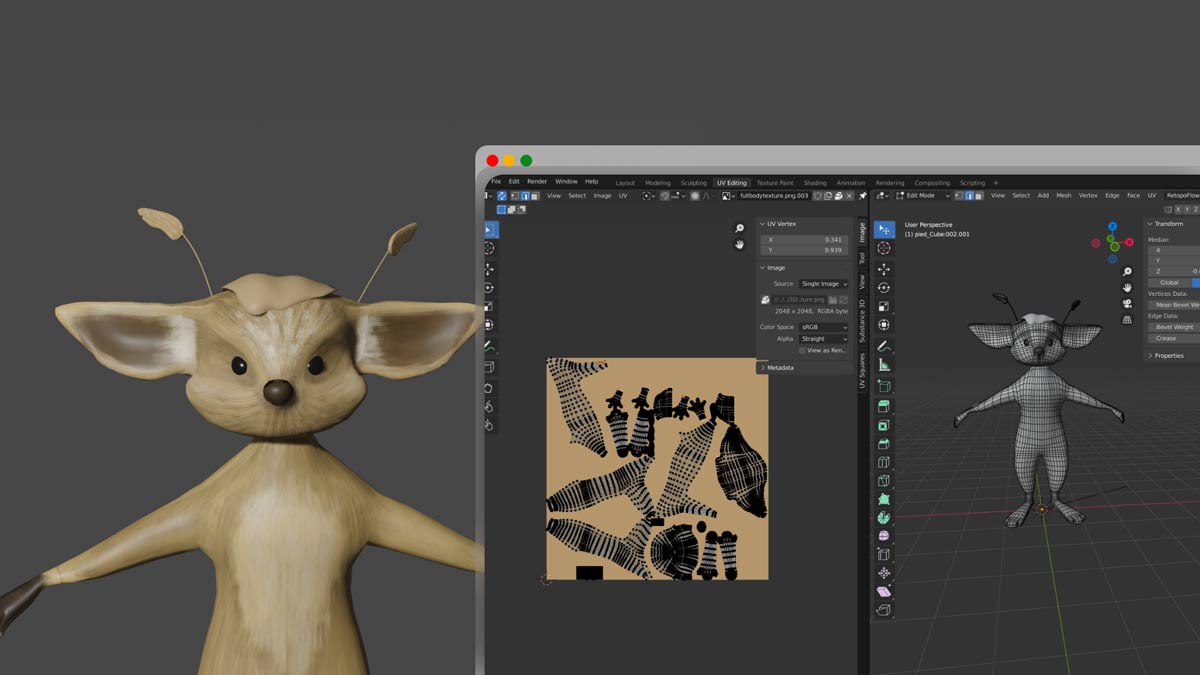 File Edit Render Window Help Layout Modeling Sculpting UV Editing Texture Paint Shading Animation Rendering Compositing Scripting +
View Select Image UV fullbodytexture.png.003
Edit Mode View Select Add Mesh Vertex Edge Face UV RetopoFlow
X Y Z
UV Vertex
X 0.341
Y 0.939
Image
Source Single Image
2048 x 2048, RGBA byte
Color Space sRGB
Alpha Straight
View as Ren...
Metadata
Image
Tool
View
Substance 3D
UV Squares
User Perspective
(1) pied_Cube:002.001
Z
X
Transform
Median:
X
Y
Z
Global
Vertices Data:
Mean Bevel We
Edge Data:
Bevel Weight
Crease
Properties